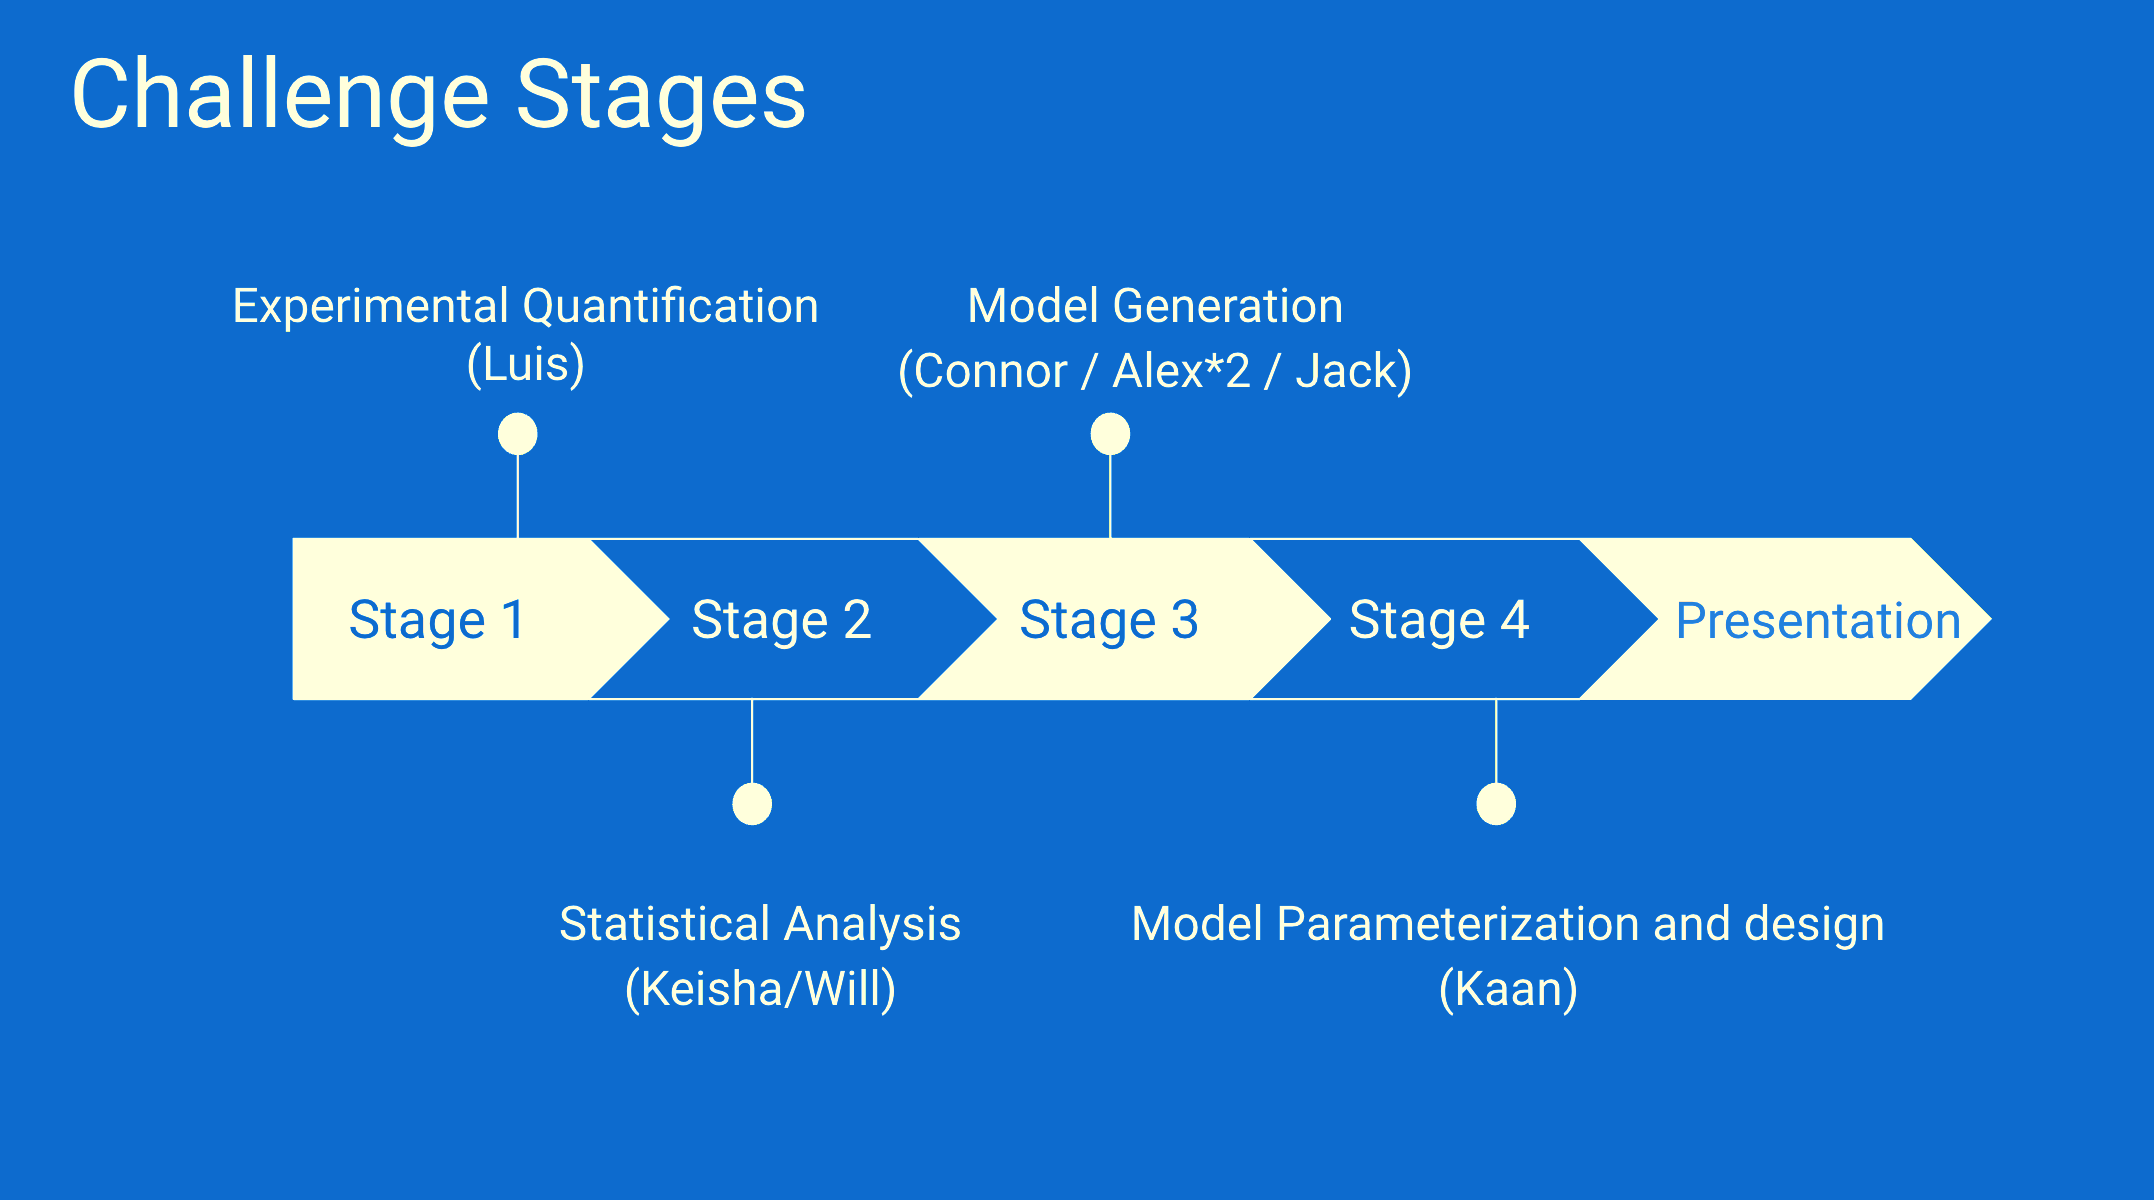 Challenge Stages
Experimental Quantification
(Luis)
Model Generation
(Connor / Alex*2 / Jack)
Stage 1
Stage 2
Stage 3
Stage 4
Presentation
Statistical Analysis
(Keisha/Will)
Model Parameterization and design
(Kaan)